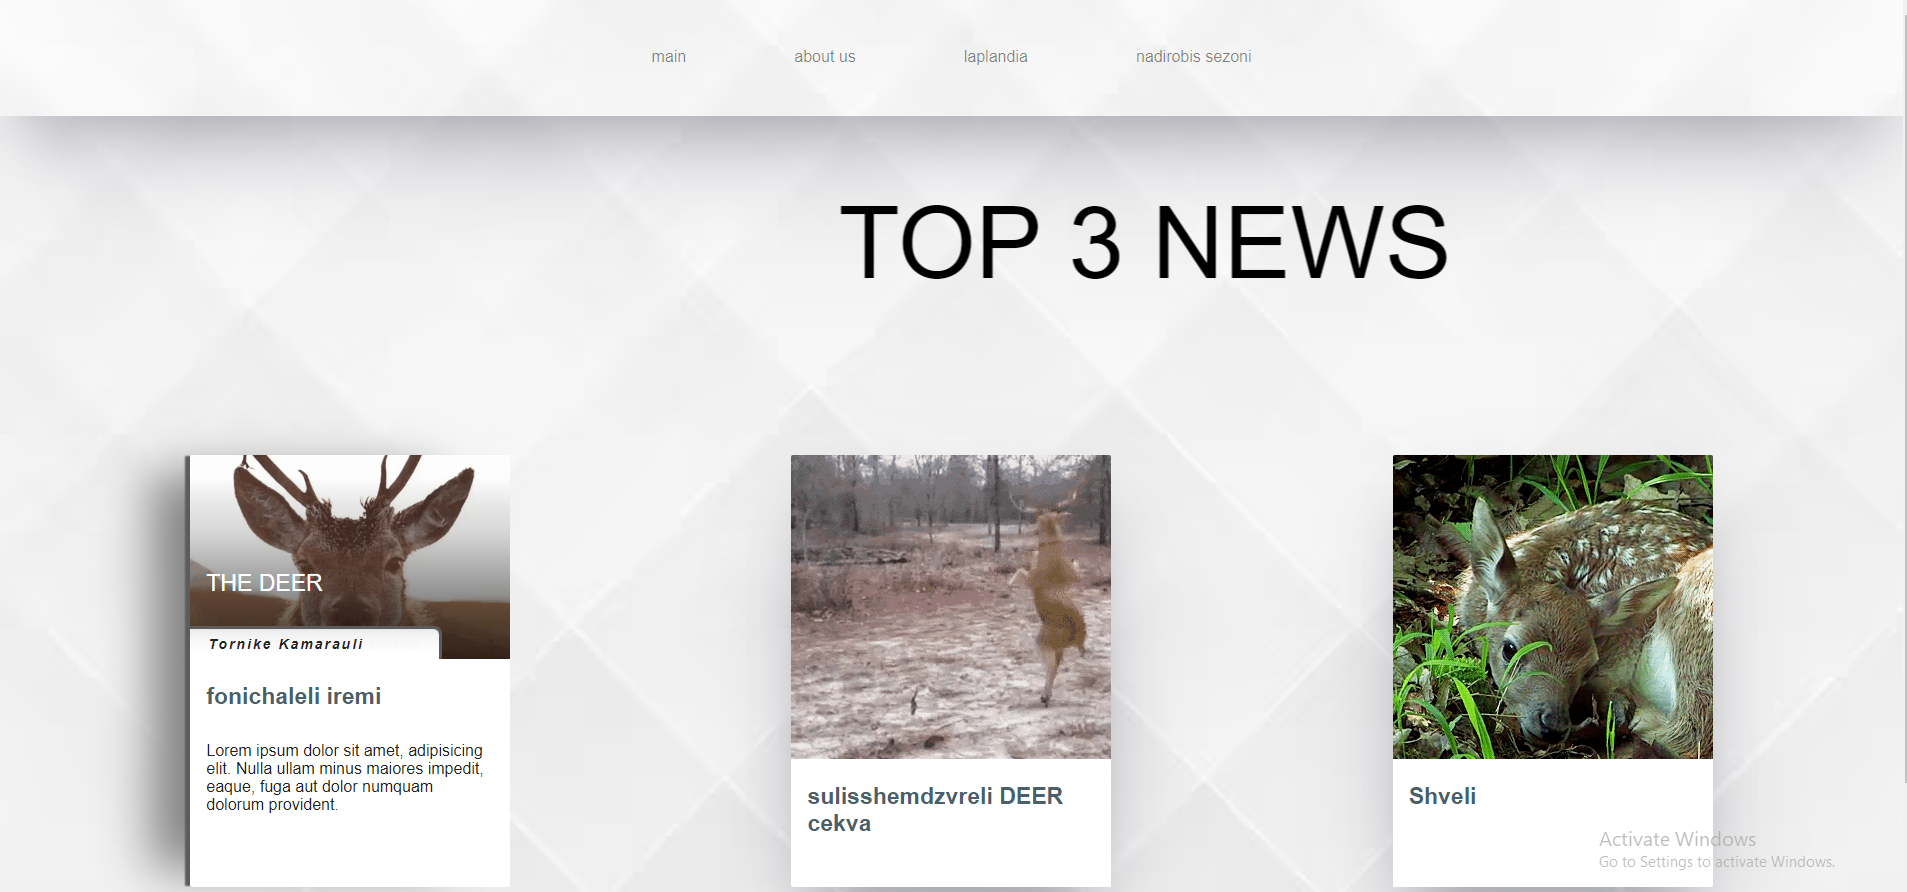 main
about us
laplandia
nadirobis sezoni
TOP 3 NEWS
THE DEER
Tornike Kamarauli
fonichaleli iremi
Lorem ipsum dolor sit amet, adipisicing
elit. Nulla ullam minus maiores impedit,
eaque, fuga aut dolor numquam
dolorum provident.
sulisshemdzvreli DEER
cekva
Shveli
Activate Windows
Go to Settings to activate Windows.